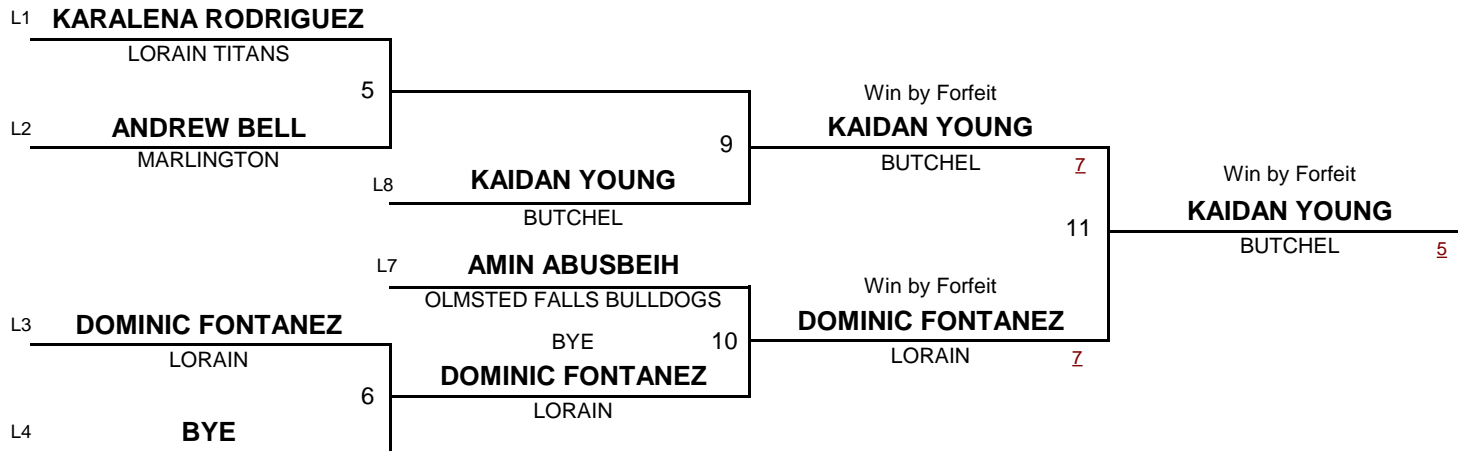 L1 KARALENA RODRIGUEZ
LORAIN TITANS
5
L2 ANDREW BELL
MARLINGTON
9
L8 KAIDAN YOUNG
BUTCHEL
Win by Forfeit
KAIDAN YOUNG
BUTCHEL 7
11
Win by Forfeit
KAIDAN YOUNG
BUTCHEL 5
L7 AMIN ABUSBEIH
OLMSTED FALLS BULLDOGS
L3 DOMINIC FONTANEZ
LORAIN
BYE 10
DOMINIC FONTANEZ
LORAIN
Win by Forfeit
DOMINIC FONTANEZ
LORAIN 7
6
L4 BYE